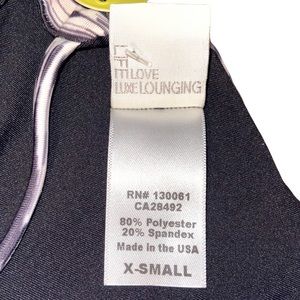 LOVE
LUXE LOUNGING
RN# 130061
CA28492
80% Polyester
20% Spandex
Made in the USA
X-SMALL